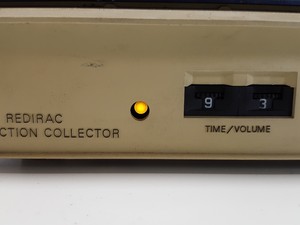 REDIRAC
CTION COLLECTOR
9 3
TIME/VOLUME